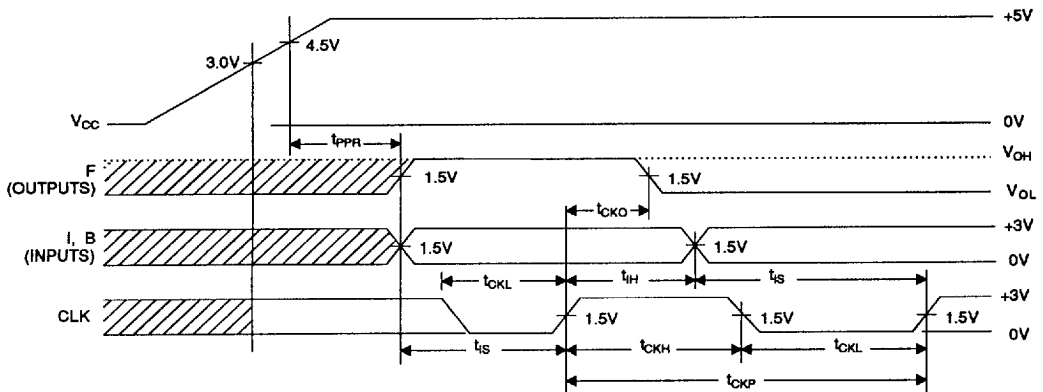 +5V
4.5V
3.0V
VCC
0V
tPPR
F
(OUTPUTS)
1.5V
1.5V
VOH
VOL
tCKO
I, B
(INPUTS)
1.5V
1.5V
+3V
0V
tCKL
tIH
tIS
CLK
1.5V
1.5V
1.5V
+3V
0V
tIS
tCKH
tCKL
tCKP